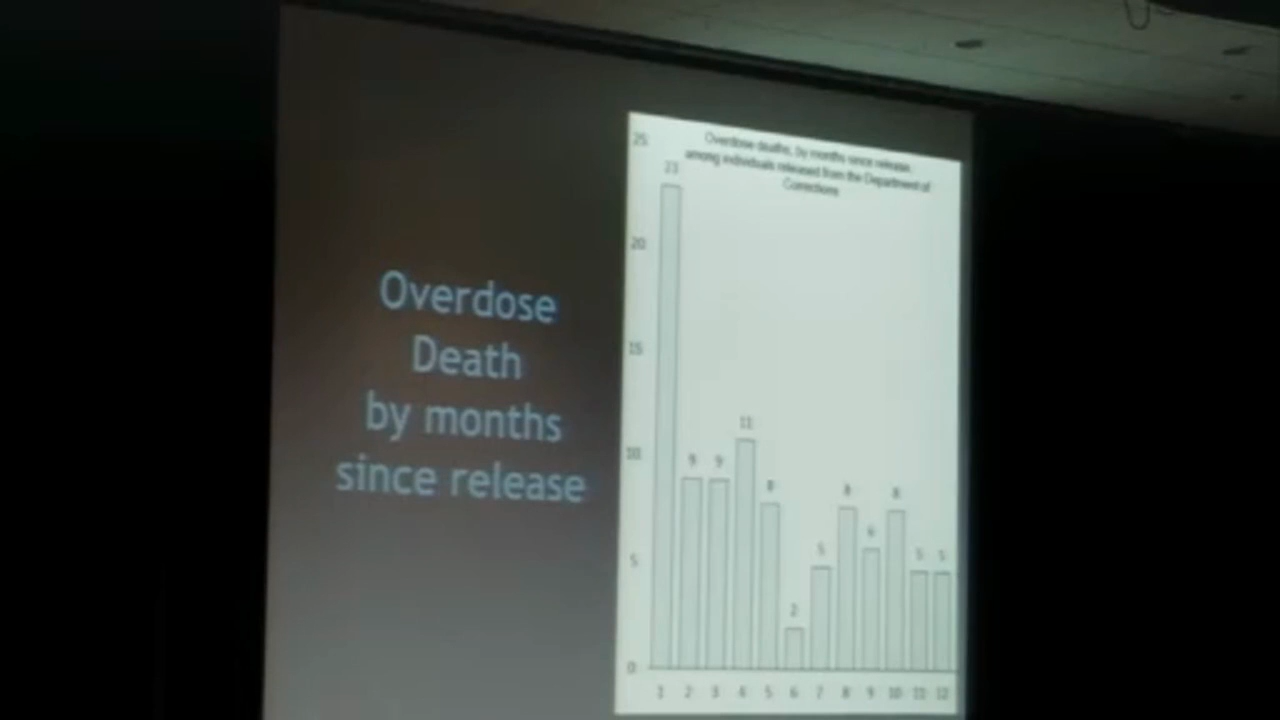 Overdose
Death
by months
since release
Overdose deaths, by months since release,
among individuals released from the Department of
Corrections
25
23
20
15
11
10
9 9
8
8
8
6
5
5
5 5
2
0
1 2 3 4 5 6 7 8 9 10 11 12